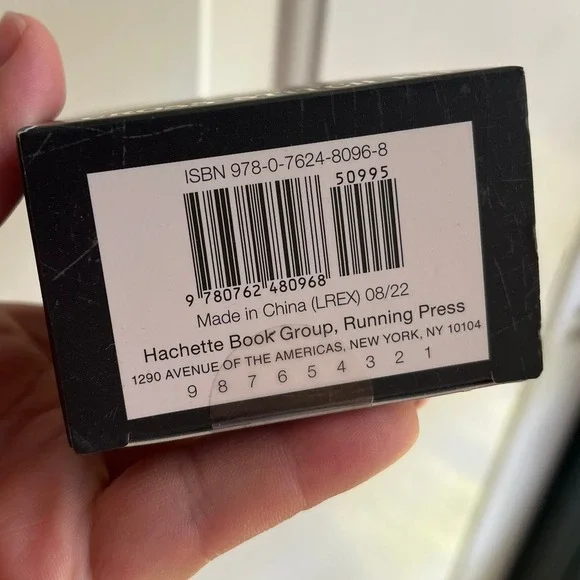 ISBN 978-0-7624-8096-8
50995
9 780762 480968
Made in China (LREX) 08/22
Hachette Book Group, Running Press
1290 AVENUE OF THE AMERICAS, NEW YORK, NY 10104
9 8 7 6 5 4 3 2 1